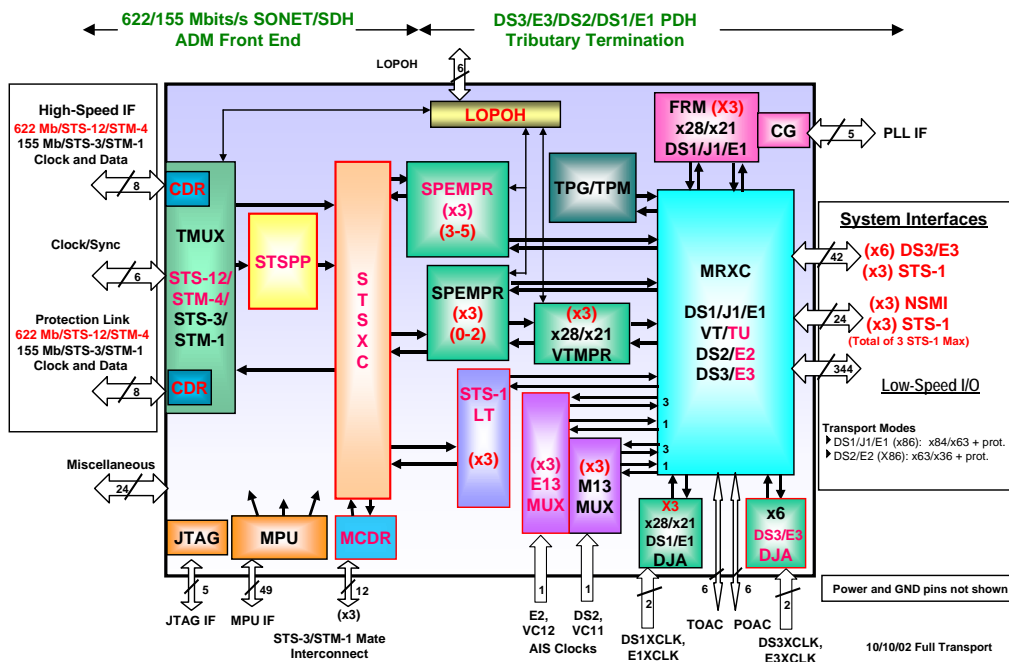 622/155 Mbits/s SONET/SDH
ADM Front End
DS3/E3/DS2/DS1/E1 PDH
Tributary Termination
LOPOH
6
High-Speed IF
622 Mb/STS-12/STM-4
155 Mb/STS-3/STM-1
Clock and Data
8
Clock/Sync
6
Protection Link
622 Mb/STS-12/STM-4
155 Mb/STS-3/STM-1
Clock and Data
8
Miscellaneous
24
CDR
TMUX
STS-12/
STM-4/
STS-3/
STM-1
CDR
STSPP
S
T
S
X
C
LOPOH
SPEMPR
(x3)
(3-5)
SPEMPR
(x3)
(0-2)
(x3)
x28/x21
VTMPR
STS-1
LT
(x3)
(x3)
E13
MUX
(x3)
M13
MUX
3
1
3
1
TPG/TPM
FRM (X3)
x28/x21
DS1/J1/E1
CG
5
PLL IF
MRXC
DS1/J1/E1
VT/TU
DS2/E2
DS3/E3
System Interfaces
42
(x6) DS3/E3
(x3) STS-1
24
(x3) NSMI
(x3) STS-1
(Total of 3 STS-1 Max)
344
Low-Speed I/O
Transport Modes
DS1/J1/E1 (x86): x84/x63 + prot.
DS2/E2 (X86): x63/x36 + prot.
JTAG
MPU
MCDR
X3
x28/x21
DS1/E1
DJA
x6
DS3/E3
DJA
5
JTAG IF
49
MPU IF
12
(x3)
STS-3/STM-1 Mate
Interconnect
1
E2,
VC12
1
DS2,
VC11
AIS Clocks
2
DS1XCLK,
E1XCLK
6
TOAC
6
POAC
2
DS3XCLK,
E3XCLK
Power and GND pins not shown
10/10/02 Full Transport